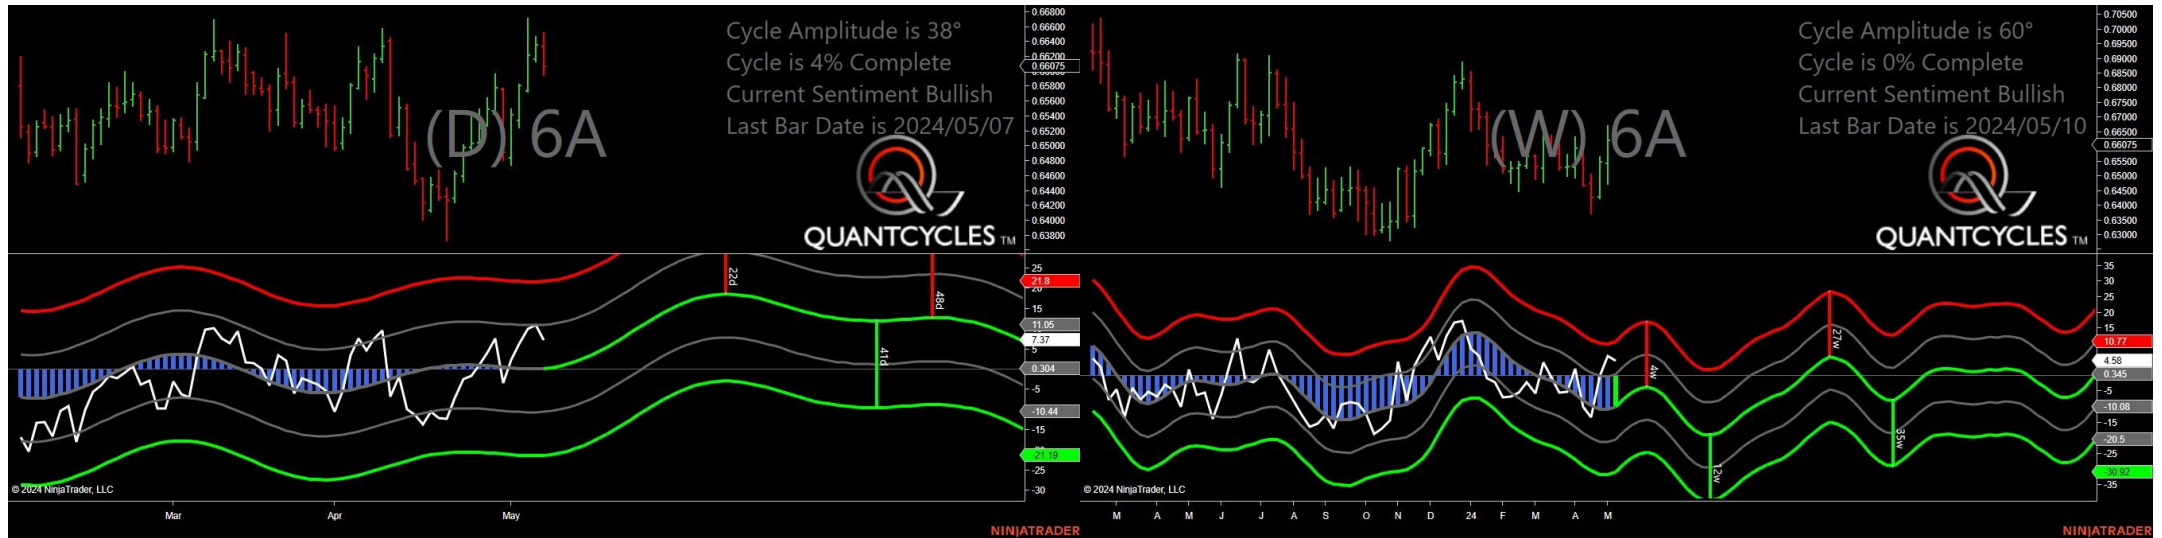 Cycle Amplitude is 38°
Cycle is 4% Complete
Current Sentiment Bullish
Last Bar Date is 2024/05/07
(D) 6A
QUANTCYCLES TM
0.66800
0.66600
0.66400
0.66200
0.66075
0.65800
0.65600
0.65400
0.65200
0.65000
0.64800
0.64600
0.64400
0.64200
0.64000
0.63800
22d
48d
41d
25
21.8
20
15
11.05
7.37
5
0.304
-5
-10.44
-15
-21.19
-25
-30
© 2024 NinjaTrader, LLC
Mar
Apr
May
NINJATRADER
Cycle Amplitude is 60°
Cycle is 0% Complete
Current Sentiment Bullish
Last Bar Date is 2024/05/10
(W) 6A
QUANTCYCLES TM
0.70500
0.70000
0.69500
0.69000
0.68500
0.68000
0.67500
0.67000
0.66500
0.66075
0.65500
0.65000
0.64500
0.64000
0.63500
0.63000
4w
12w
27w
35w
35
30
25
20
15
10.77
4.58
0.345
-5
-10.08
-15
-20.5
-25
-30.92
-35
© 2024 NinjaTrader, LLC
M
A
M
J
J
A
S
O
N
D
24
F
M
A
M
NINJATRADER